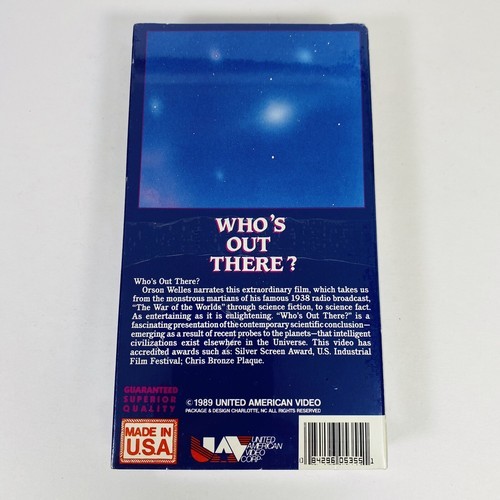 WHO'S
OUT
THERE?
Who's Out There?
Orson Welles narrates this extraordinary film, which takes us
from the monstrous martians of his famous 1938 radio broadcast,
"The War of the Worlds" through science fiction, to science fact.
As entertaining as it is enlightening. "Who's Out There?" is a
fascinating presentation of the contemporary scientific conclusion—
emerging as a result of recent probes to the planets—that intelligent
civilizations exist elsewhere in the Universe. This video has
accredited awards such as: Silver Screen Award, U.S. Industrial
Film Festival; Chris Bronze Plaque.
GUARANTEED
SUPERIOR
QUALITY
© 1989 UNITED AMERICAN VIDEO
PACKAGE & DESIGN CHARLOTTE, NC ALL RIGHTS RESERVED
MADE IN
U.S.A.
UAV
UNITED
AMERICAN
VIDEO
CORP.
0 84296 05355 1